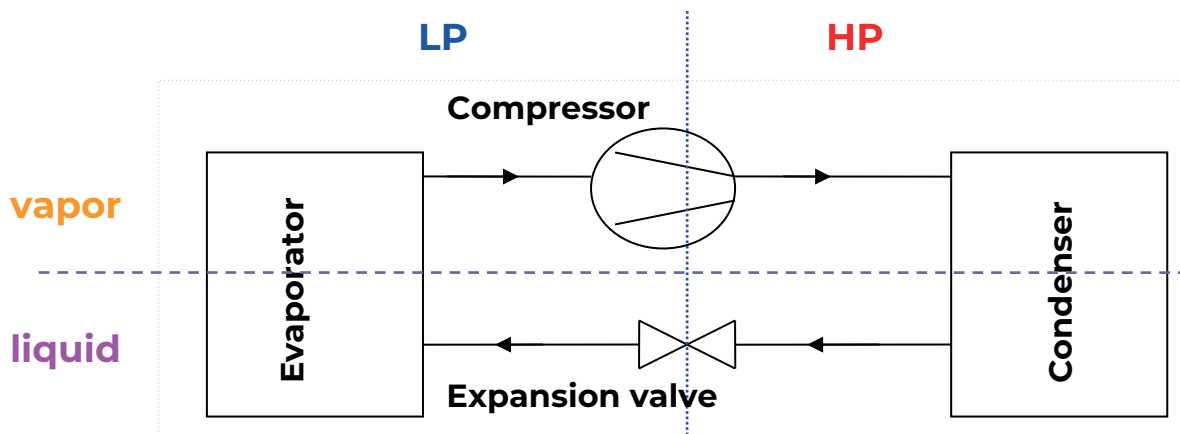 LP
HP
Compressor
vapor
Evaporator
Condenser
liquid
Expansion valve